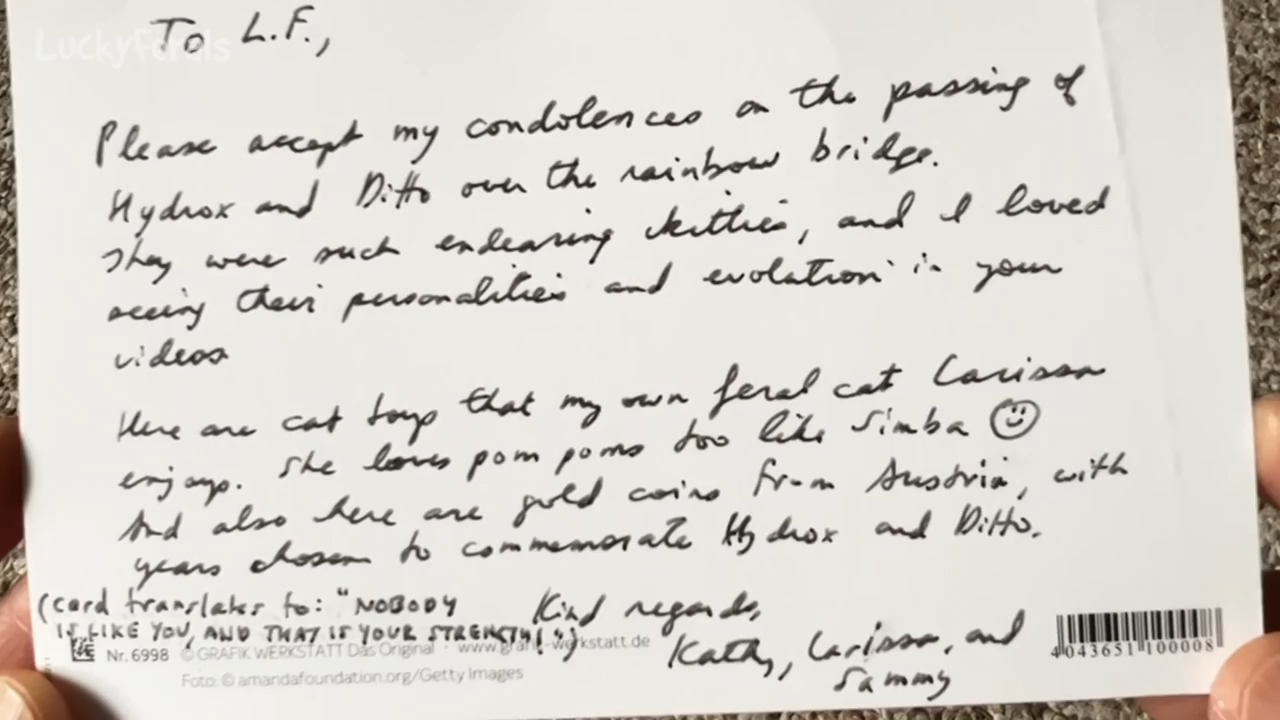 LuckyFerals
To L.F.,
Please accept my condolences on the passing of
Hydrox and Ditto over the rainbow bridge.
They were such endearing kitties, and I loved
seeing their personalities and evolution in your
videos
Here are cat toys that my own feral cat Carissa
enjoys. She loves pom poms too like Simba
And also here are gold coins from Austria, with
years chosen to commemorate Hydrox and Ditto.
(card translates to: "NOBODY
IS LIKE YOU, AND THAT IS YOUR STRENGTH!")
Kind regards,
Kathy, Carissa, and
Sammy
Nr. 6998 © GRAFIK WERKSTATT Das Original · www.grafik-werkstatt.de
Foto: © amandafoundation.org/Getty Images
4 043651 100008